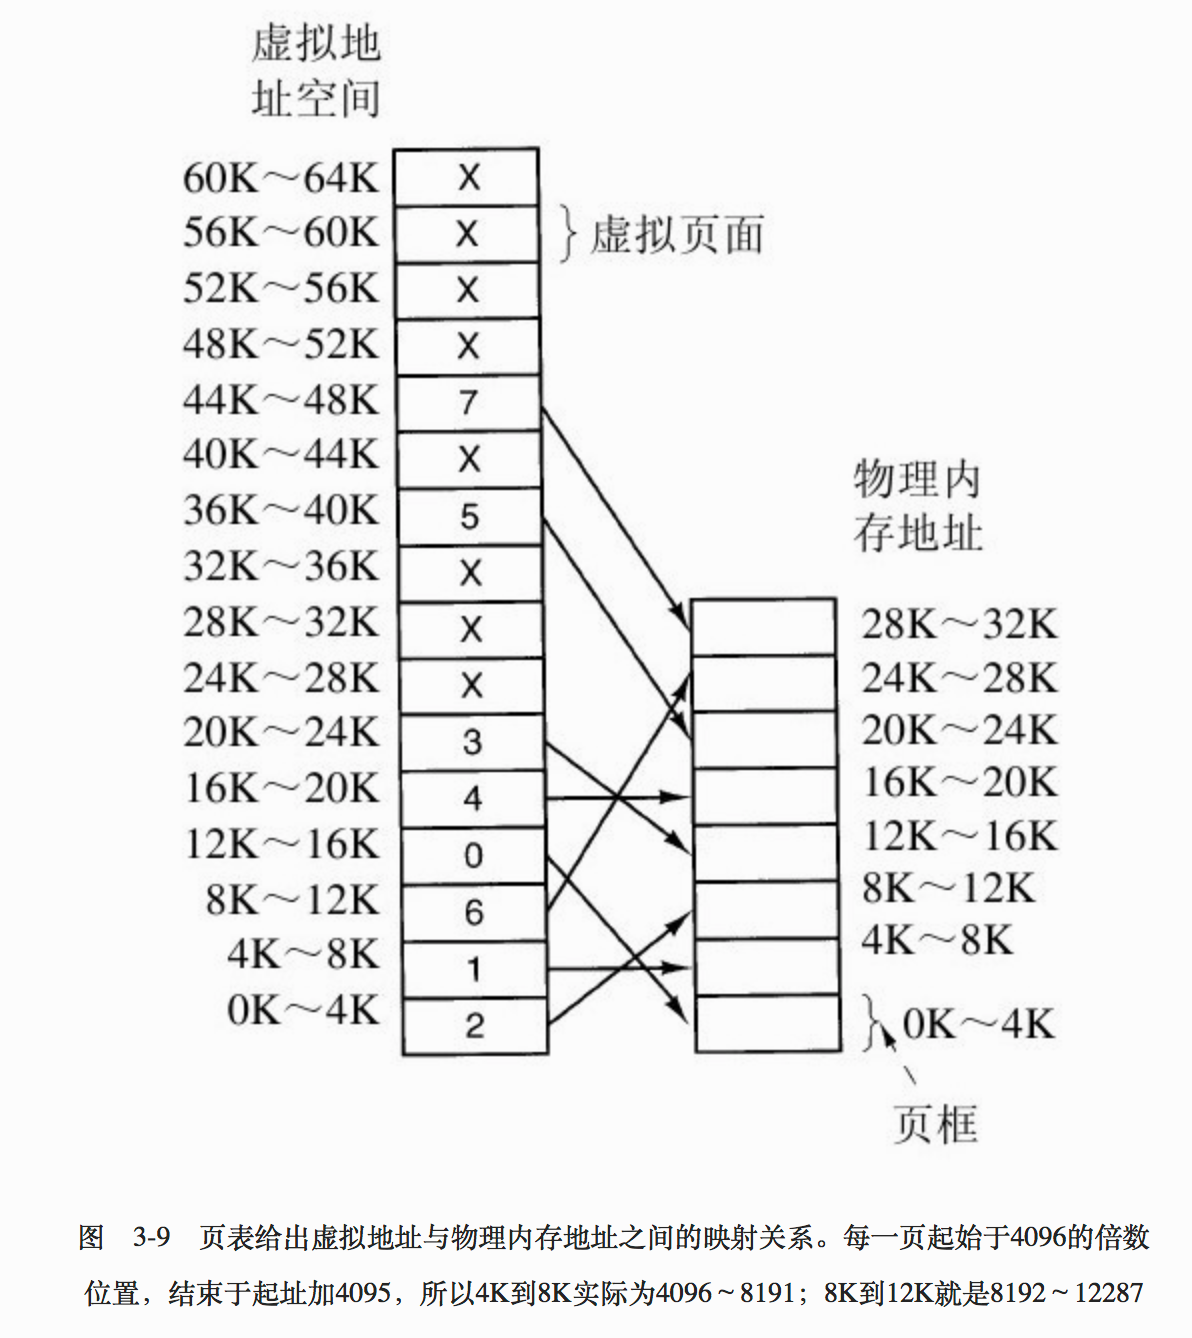 虚拟地
址空间
60K～64K X
56K～60K X 虚拟页面
52K～56K X
48K～52K X
44K～48K 7
40K～44K X
36K～40K 5
32K～36K X
28K～32K X
24K～28K X
20K～24K 3
16K～20K 4
12K～16K 0
8K～12K 6
4K～8K 1
0K～4K 2
物理内
存地址
28K～32K
24K～28K
20K～24K
16K～20K
12K～16K
8K～12K
4K～8K
0K～4K
页框
图 3-9 页表给出虚拟地址与物理内存地址之间的映射关系。每一页起始于4096的倍数
位置，结束于起址加4095，所以4K到8K实际为4096～8191；8K到12K就是8192～12287